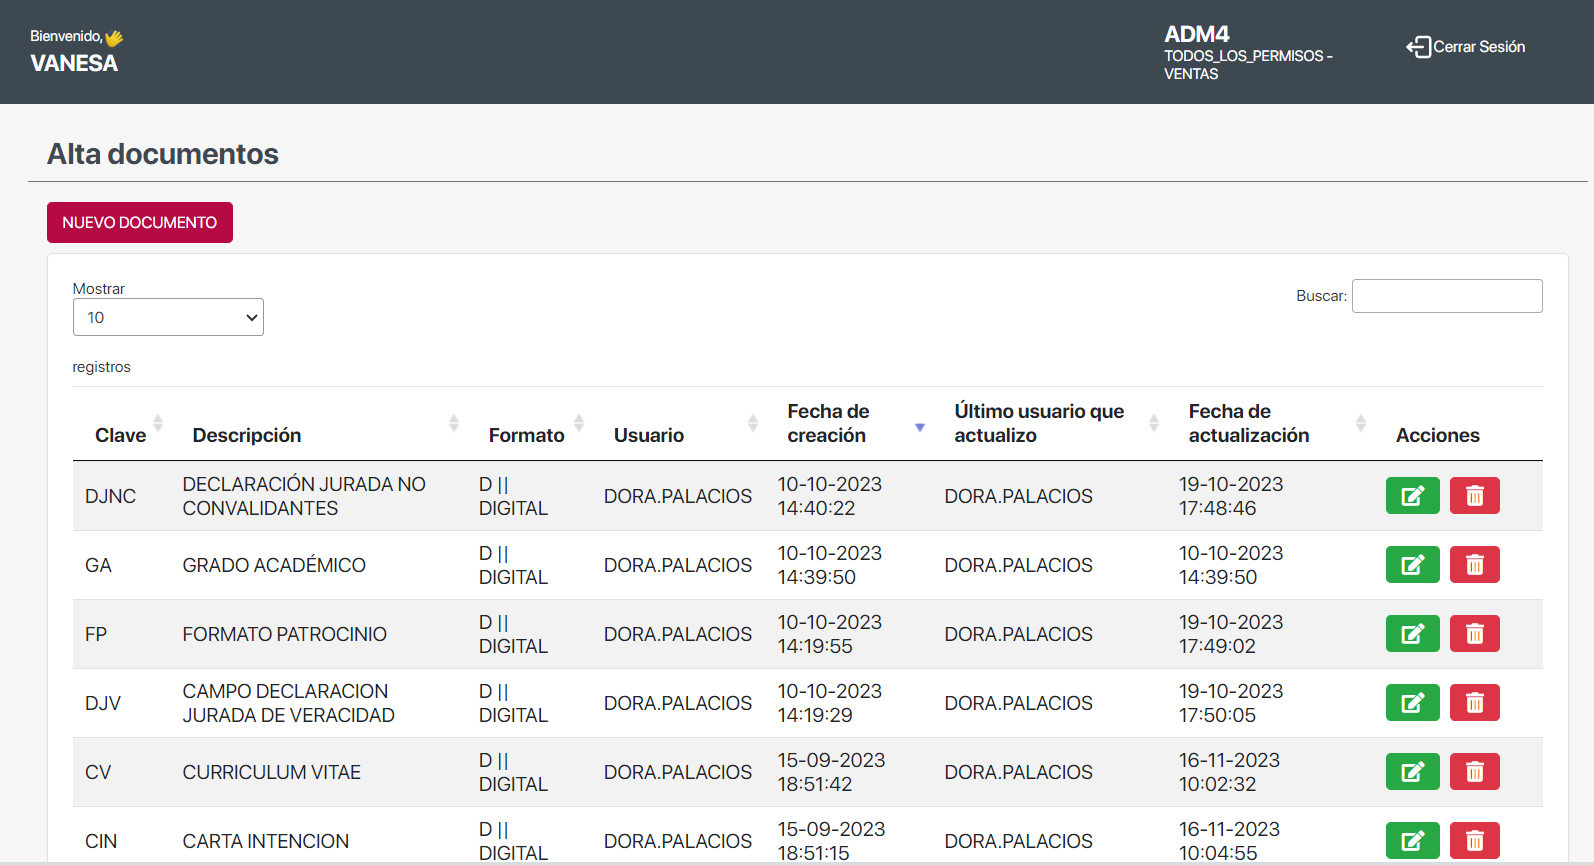 Bienvenido,
VANESA
ADM4
TODOS_LOS_PERMISOS -
VENTAS
Cerrar Sesión
Alta documentos
NUEVO DOCUMENTO
Mostrar
10
registros
Buscar:
Clave Descripción Formato Usuario Fecha de creación Último usuario que actualizo Fecha de actualización Acciones
DJNC DECLARACIÓN JURADA NO CONVALIDANTES D || DIGITAL DORA.PALACIOS 10-10-2023 14:40:22 DORA.PALACIOS 19-10-2023 17:48:46
GA GRADO ACADÉMICO D || DIGITAL DORA.PALACIOS 10-10-2023 14:39:50 DORA.PALACIOS 10-10-2023 14:39:50
FP FORMATO PATROCINIO D || DIGITAL DORA.PALACIOS 10-10-2023 14:19:55 DORA.PALACIOS 19-10-2023 17:49:02
DJV CAMPO DECLARACION JURADA DE VERACIDAD D || DIGITAL DORA.PALACIOS 10-10-2023 14:19:29 DORA.PALACIOS 19-10-2023 17:50:05
CV CURRICULUM VITAE D || DIGITAL DORA.PALACIOS 15-09-2023 18:51:42 DORA.PALACIOS 16-11-2023 10:02:32
CIN CARTA INTENCION D || DIGITAL DORA.PALACIOS 15-09-2023 18:51:15 DORA.PALACIOS 16-11-2023 10:04:55